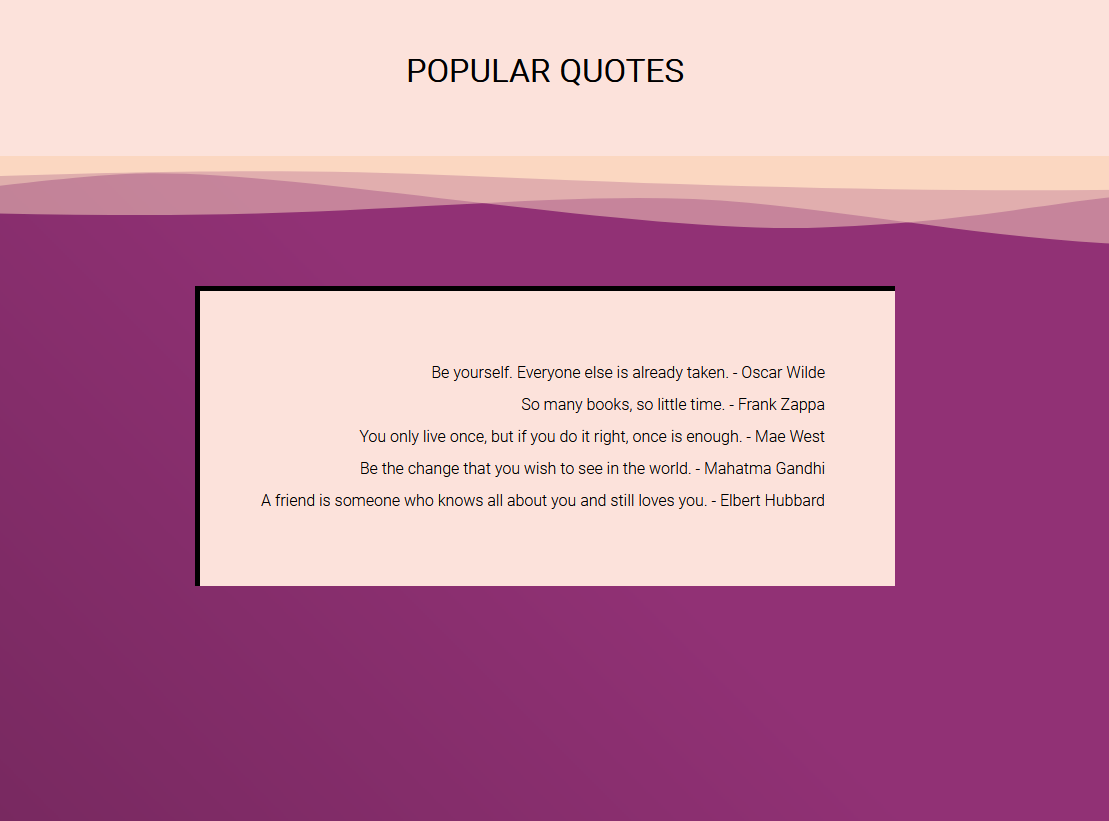 POPULAR QUOTES
Be yourself. Everyone else is already taken. - Oscar Wilde
So many books, so little time. - Frank Zappa
You only live once, but if you do it right, once is enough. - Mae West
Be the change that you wish to see in the world. - Mahatma Gandhi
A friend is someone who knows all about you and still loves you. - Elbert Hubbard